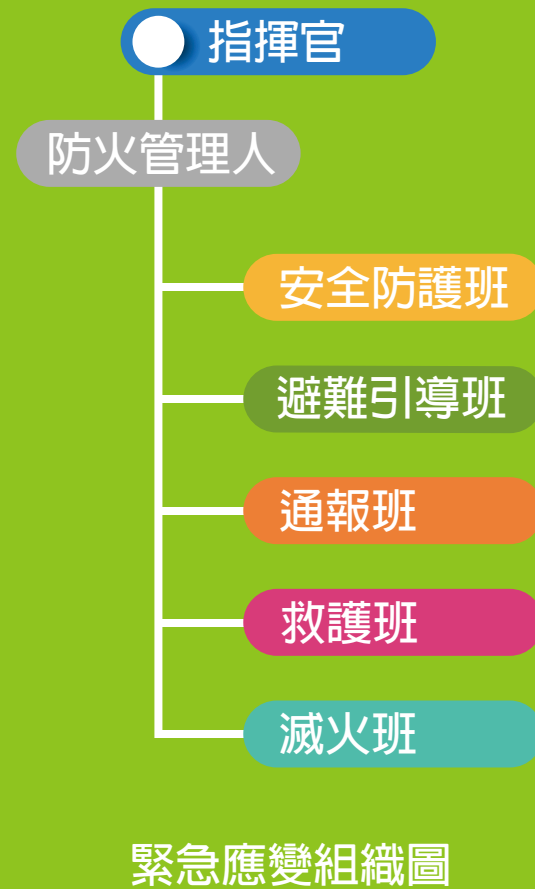 指揮官
防火管理人
安全防護班
避難引導班
通報班
救護班
滅火班
緊急應變組織圖